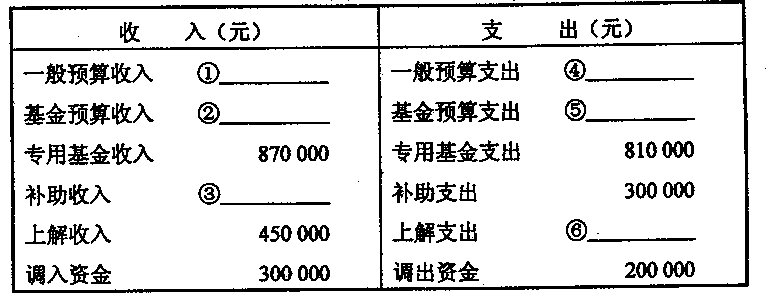 收 入（元） 支 出（元）
一般预算收入 ①________ 一般预算支出 ④________
基金预算收入 ②________ 基金预算支出 ⑤________
专用基金收入 870 000 专用基金支出 810 000
补助收入 ③________ 补助支出 300 000
上解收入 450 000 上解支出 ⑥________
调入资金 300 000 调出资金 200 000